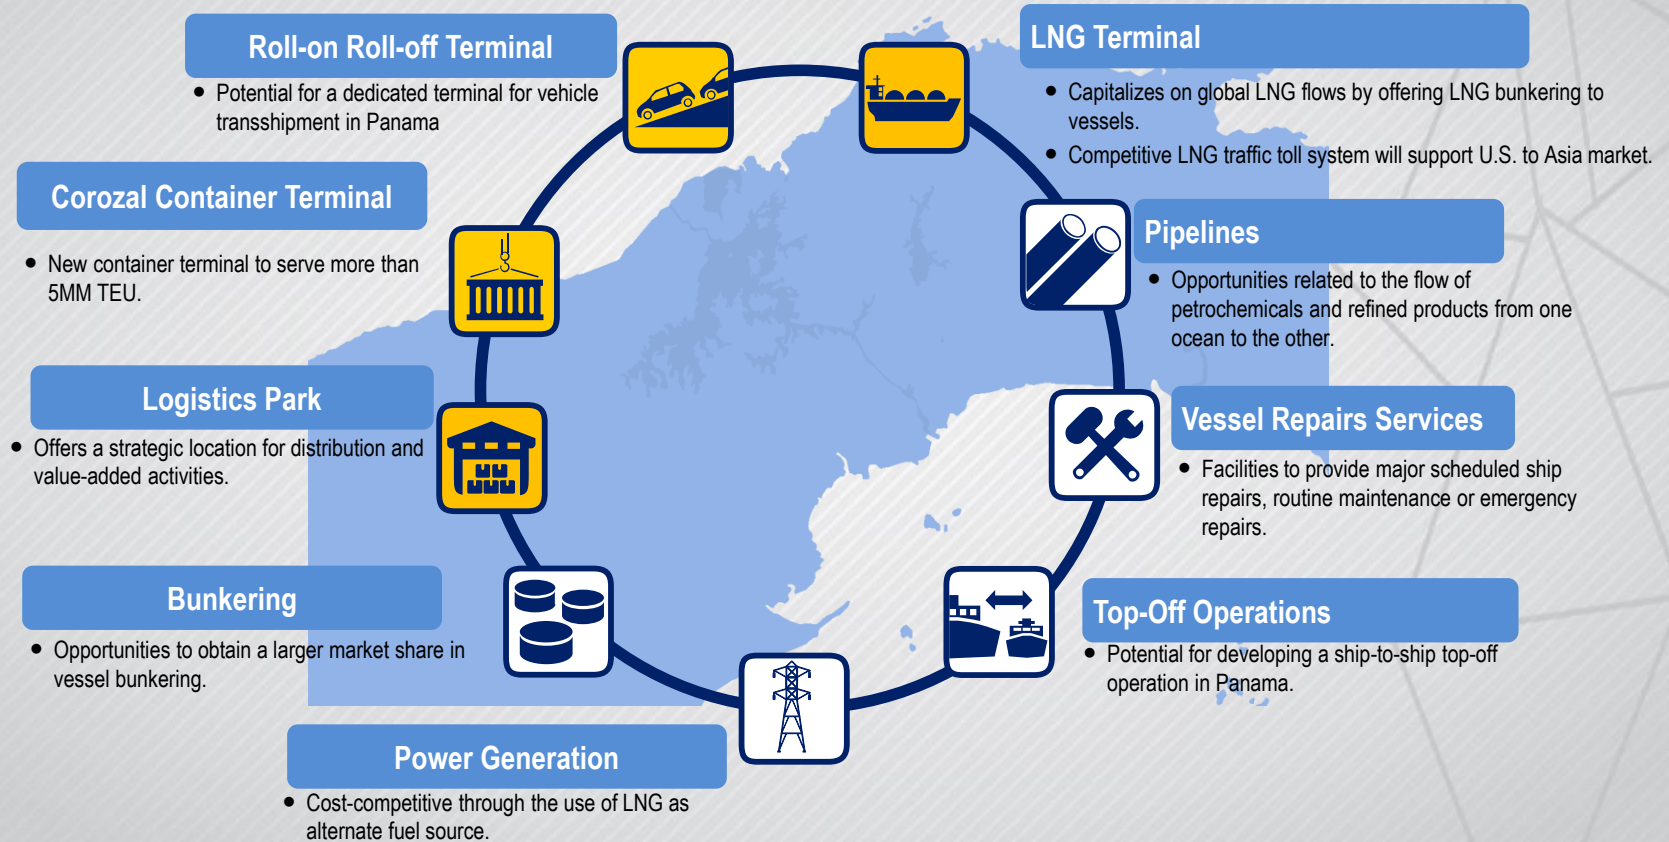 Roll-on Roll-off Terminal
• Potential for a dedicated terminal for vehicle
transshipment in Panama
Corozal Container Terminal
• New container terminal to serve more than
5MM TEU.
Logistics Park
• Offers a strategic location for distribution and
value-added activities.
Bunkering
• Opportunities to obtain a larger market share in
vessel bunkering.
Power Generation
• Cost-competitive through the use of LNG as
alternate fuel source.
LNG Terminal
• Capitalizes on global LNG flows by offering LNG bunkering to
vessels.
• Competitive LNG traffic toll system will support U.S. to Asia market.
Pipelines
• Opportunities related to the flow of
petrochemicals and refined products from one
ocean to the other.
Vessel Repairs Services
• Facilities to provide major scheduled ship
repairs, routine maintenance or emergency
repairs.
Top-Off Operations
• Potential for developing a ship-to-ship top-off
operation in Panama.